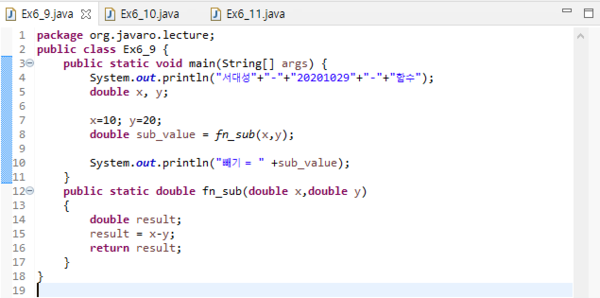 Ex6_9.java Ex6_10.java Ex6_11.java
1 package org.javaro.lecture;
2 public class Ex6_9 {
3 public static void main(String[] args) {
4 System.out.println("서대성"+"-"+"20201029"+"-"+"함수");
5 double x, y;
6
7 x=10; y=20;
8 double sub_value = fn_sub(x,y);
9
10 System.out.println("빼기 = " +sub_value);
11 }
12 public static double fn_sub(double x,double y)
13 {
14 double result;
15 result = x-y;
16 return result;
17 }
18 }
19